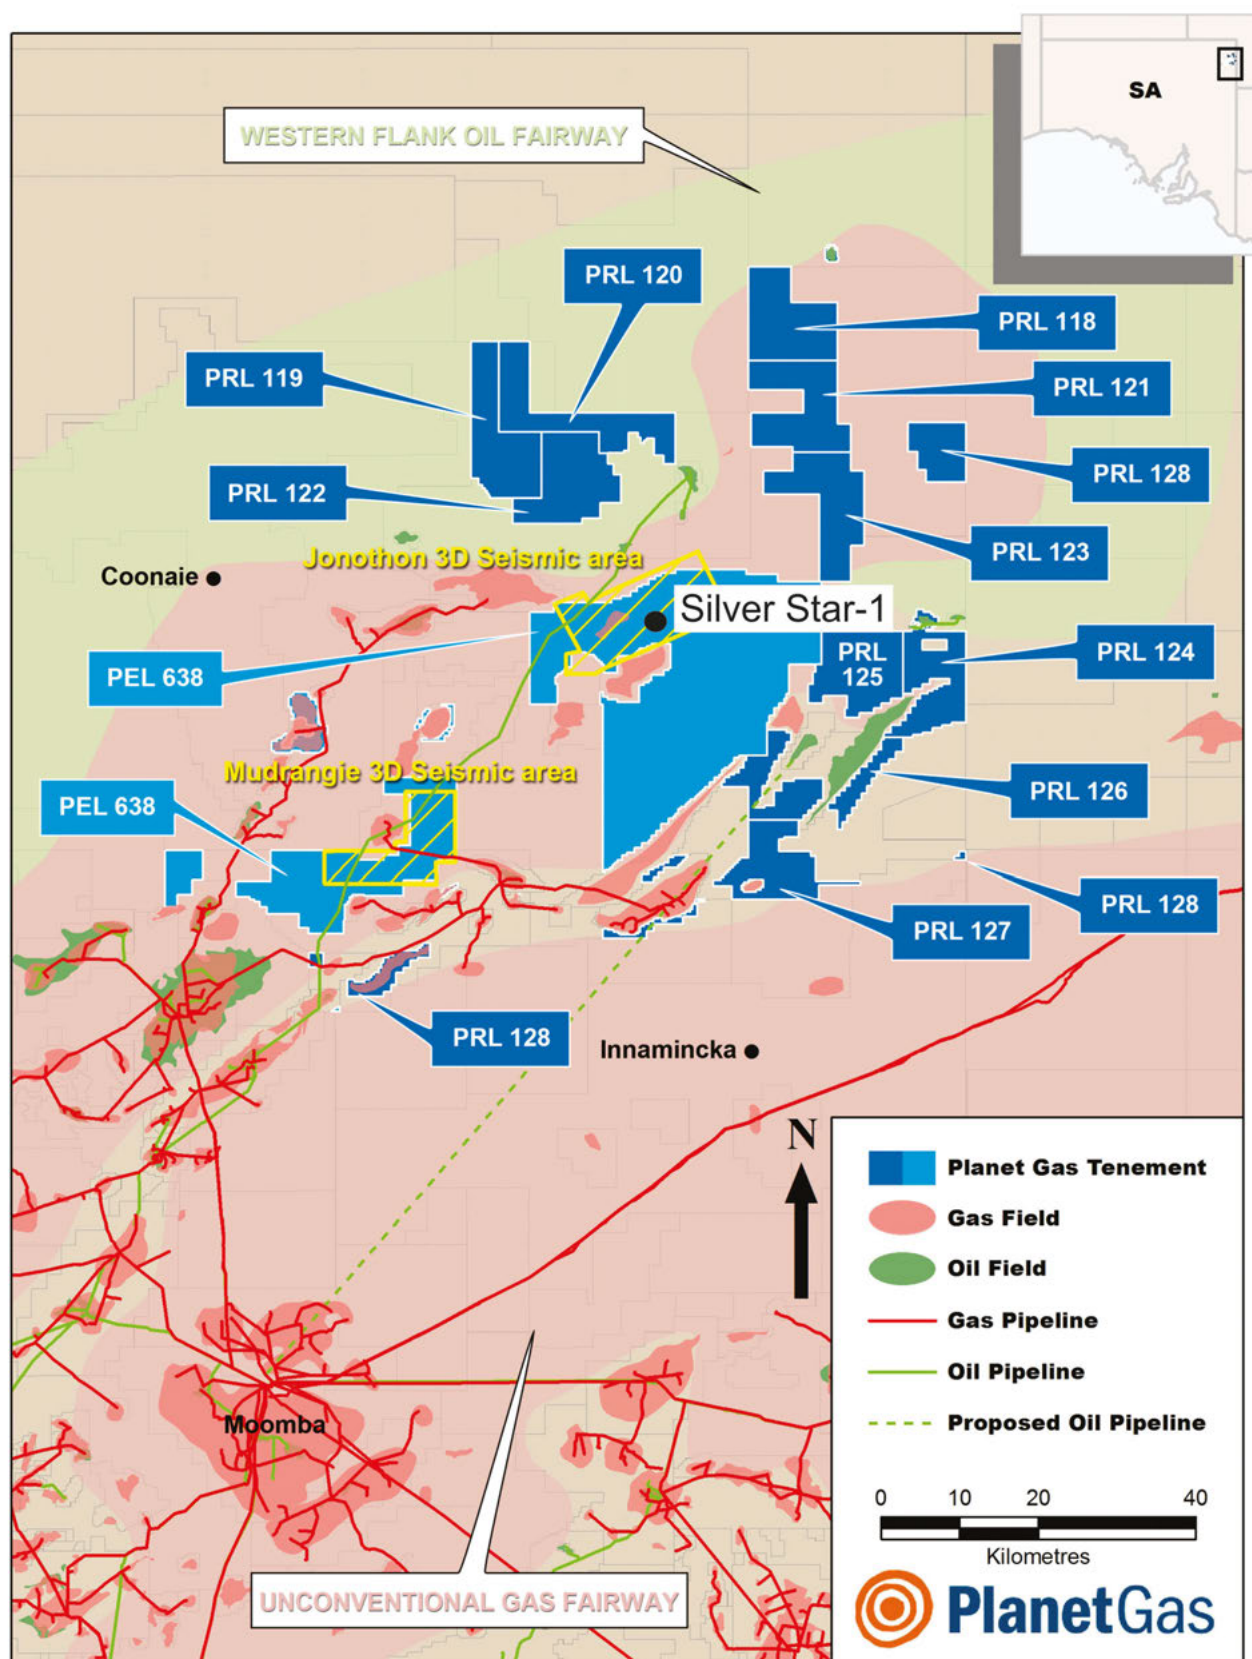 SA
WESTERN FLANK OIL FAIRWAY
PRL 120
PRL 118
PRL 119
PRL 121
PRL 128
PRL 122
PRL 123
Jonothon 3D Seismic area
Coonaie
Silver Star-1
PEL 638
PRL
125
PRL 124
Mudrangie 3D Seismic area
PEL 638
PRL 126
PRL 128
PRL 127
PRL 128
Innamincka
N
Planet Gas Tenement
Gas Field
Oil Field
Gas Pipeline
Oil Pipeline
Proposed Oil Pipeline
Moomba
0 10 20 40
Kilometres
UNCONVENTIONAL GAS FAIRWAY
PlanetGas